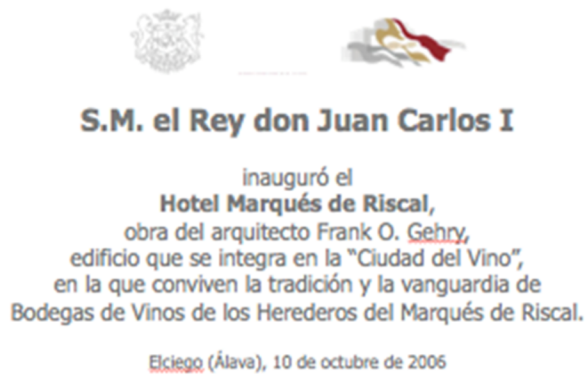 S.M. el Rey don Juan Carlos I
inauguró el
Hotel Marqués de Riscal,
obra del arquitecto Frank O. Gehry,
edificio que se integra en la "Ciudad del Vino",
en la que conviven la tradición y la vanguardia de
Bodegas de Vinos de los Herederos del Marqués de Riscal.
Elciego (Álava), 10 de octubre de 2006